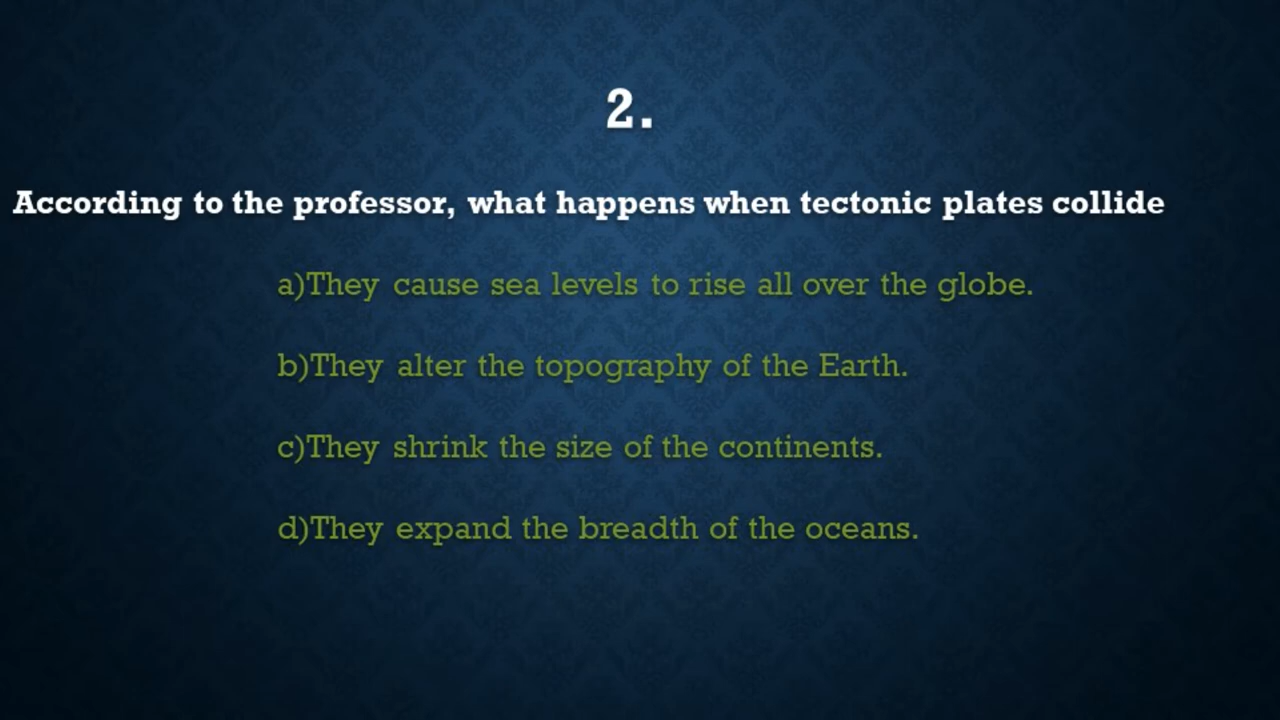 2.
According to the professor, what happens when tectonic plates collide
a)They cause sea levels to rise all over the globe.
b)They alter the topography of the Earth.
c)They shrink the size of the continents.
d)They expand the breadth of the oceans.